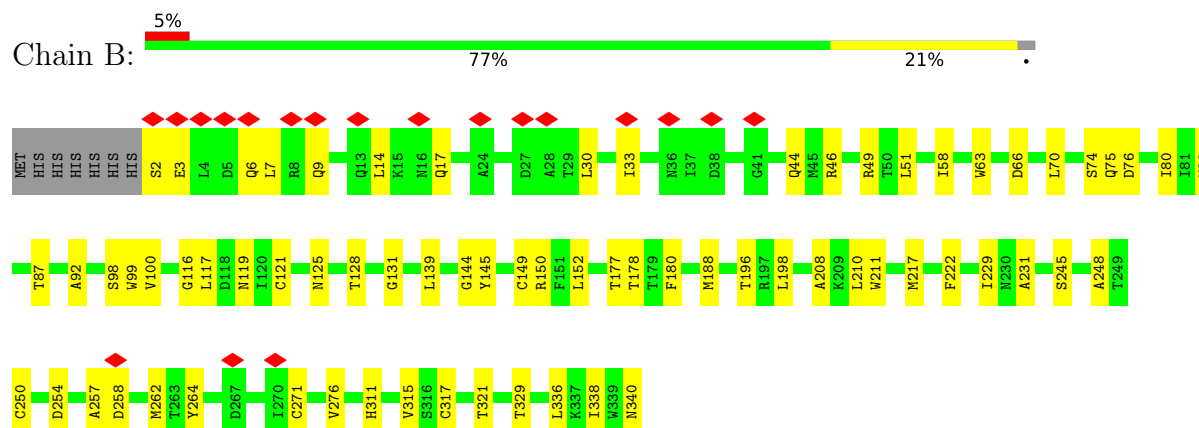 5%
Chain B:
77% 21% •
MET HIS HIS HIS HIS HIS HIS S2 E3 L4 D5 Q6 L7 R8 Q9 Q13 L14 K15 N16 Q17 A24 D27 A28 T29 L30 I33 N36 I37 D38 G41 Q44 M45 R46 R49 T50 L51 I58 W63 D66 L70 S74 Q75 D76 I80 I81
T87 A92 S98 W99 V100 G116 L117 D118 N119 I120 C121 N125 T128 G131 L139 G144 Y145 C149 R150 F151 L152 T177 T178 T179 F180 M188 T196 R197 L198 A208 K209 L210 W211 M217 F222 I229 N230 A231 S245 A248 T249
C250 D254 A257 D258 M262 T263 Y264 D267 I270 C271 V276 H311 V315 S316 C317 T321 T329 L336 K337 I338 W339 N340